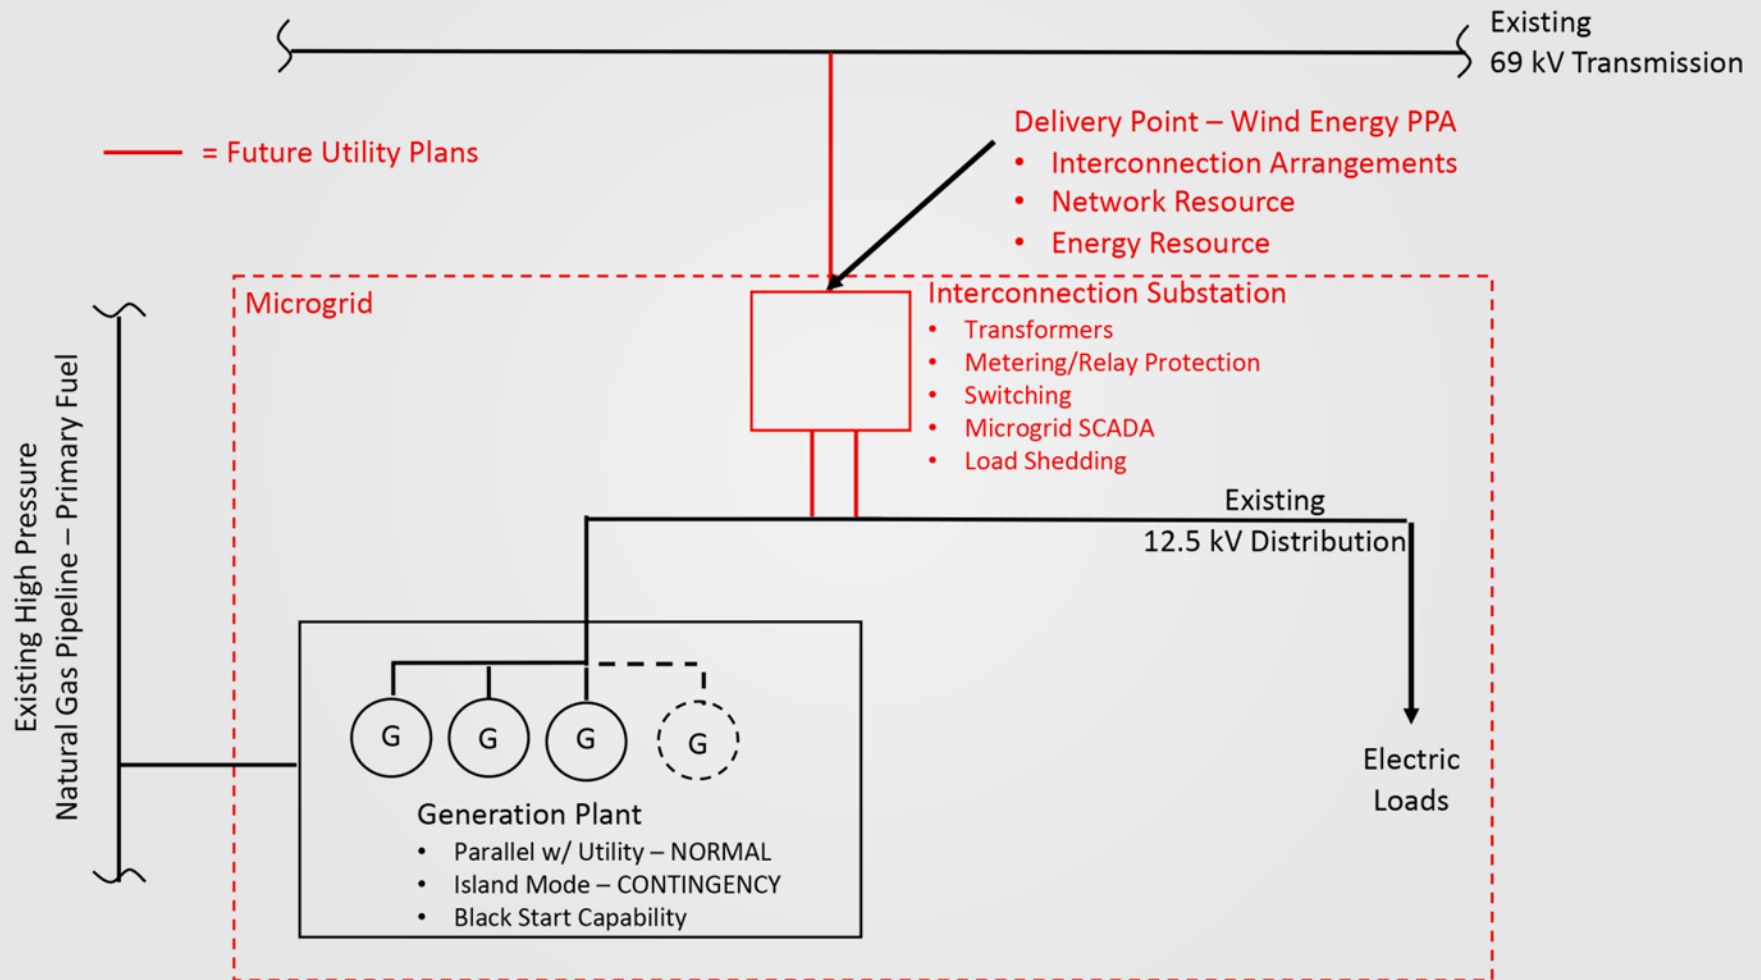 Existing
69 kV Transmission
= Future Utility Plans
Delivery Point – Wind Energy PPA
• Interconnection Arrangements
• Network Resource
• Energy Resource
Microgrid
Interconnection Substation
• Transformers
• Metering/Relay Protection
• Switching
• Microgrid SCADA
• Load Shedding
Existing High Pressure
Natural Gas Pipeline – Primary Fuel
Existing
12.5 kV Distribution
G
G
G
G
Generation Plant
• Parallel w/ Utility – NORMAL
• Island Mode – CONTINGENCY
• Black Start Capability
Electric
Loads